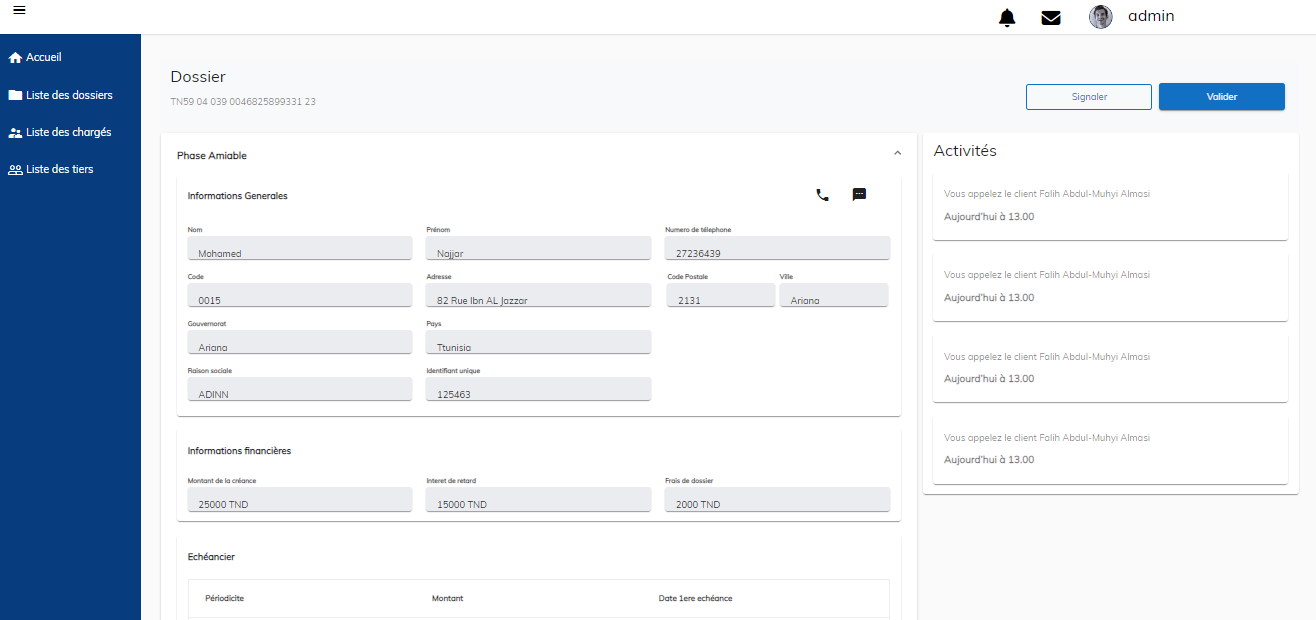 admin
Accueil
Liste des dossiers
Liste des chargés
Liste des tiers
Dossier
TN59 04 039 0046825899331 23
Signaler
Valider
Phase Amiable
Informations Generales
Nom
Prénom
Numero de télephone
Mohamed
Najjar
27236439
Code
Adresse
Code Postale
Ville
0015
82 Rue Ibn AL Jazzar
2131
Ariana
Gouvernorat
Pays
Ariana
Ttunisia
Raison sociale
Identifiant unique
ADINN
125463
Informations financières
Montant de la créance
Interet de retard
Frais de dossier
25000 TND
15000 TND
2000 TND
Echéancier
Périodicite
Montant
Date 1ere echéance
Activités
Vous appelez le client Falih Abdul-Muhyi Almasi
Aujourd'hui à 13.00
Vous appelez le client Falih Abdul-Muhyi Almasi
Aujourd'hui à 13.00
Vous appelez le client Falih Abdul-Muhyi Almasi
Aujourd'hui à 13.00
Vous appelez le client Falih Abdul-Muhyi Almasi
Aujourd'hui à 13.00